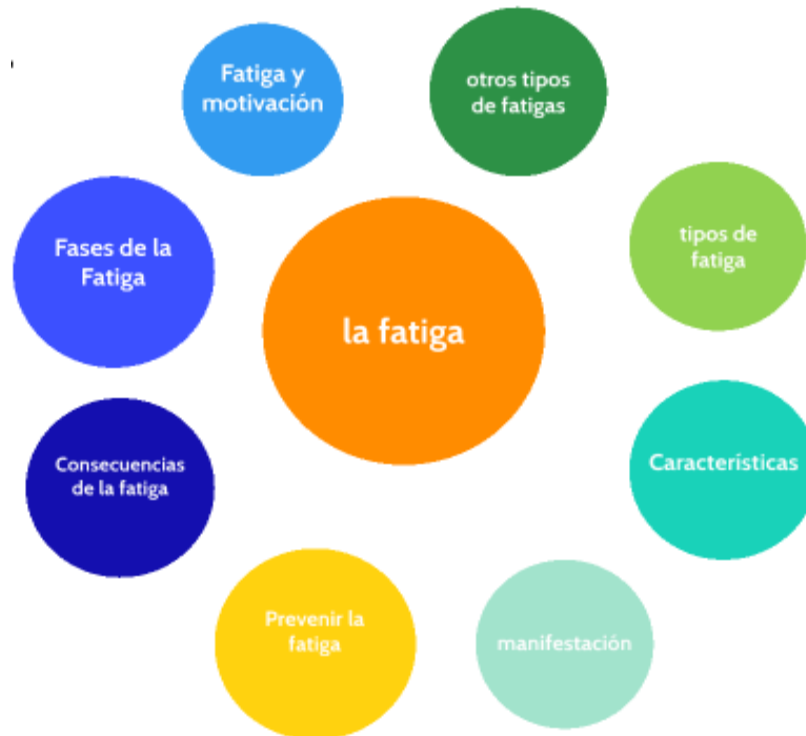 Fatiga y
motivación
otros tipos
de fatigas
Fases de la
Fatiga
tipos de
fatiga
la fatiga
Consecuencias
de la fatiga
Características
Prevenir la
fatiga
manifestación